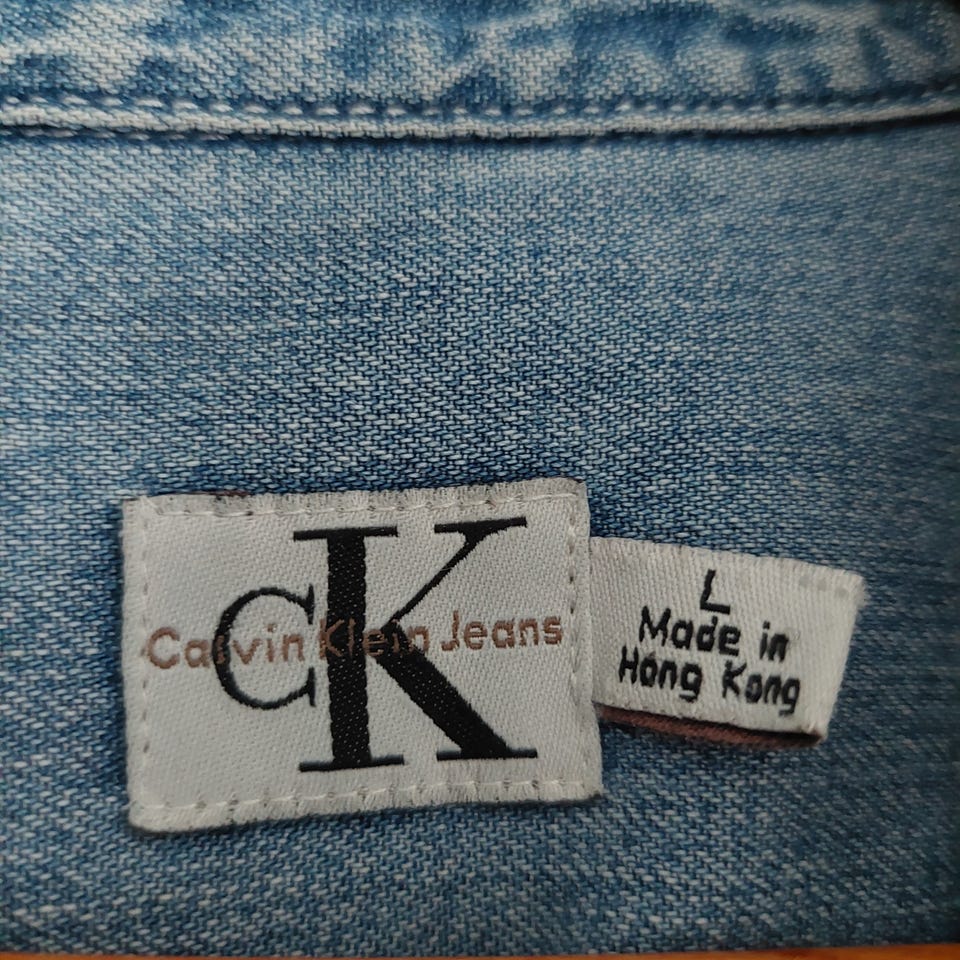 CK
Calvin Klein Jeans
L
Made in
Hong Kong